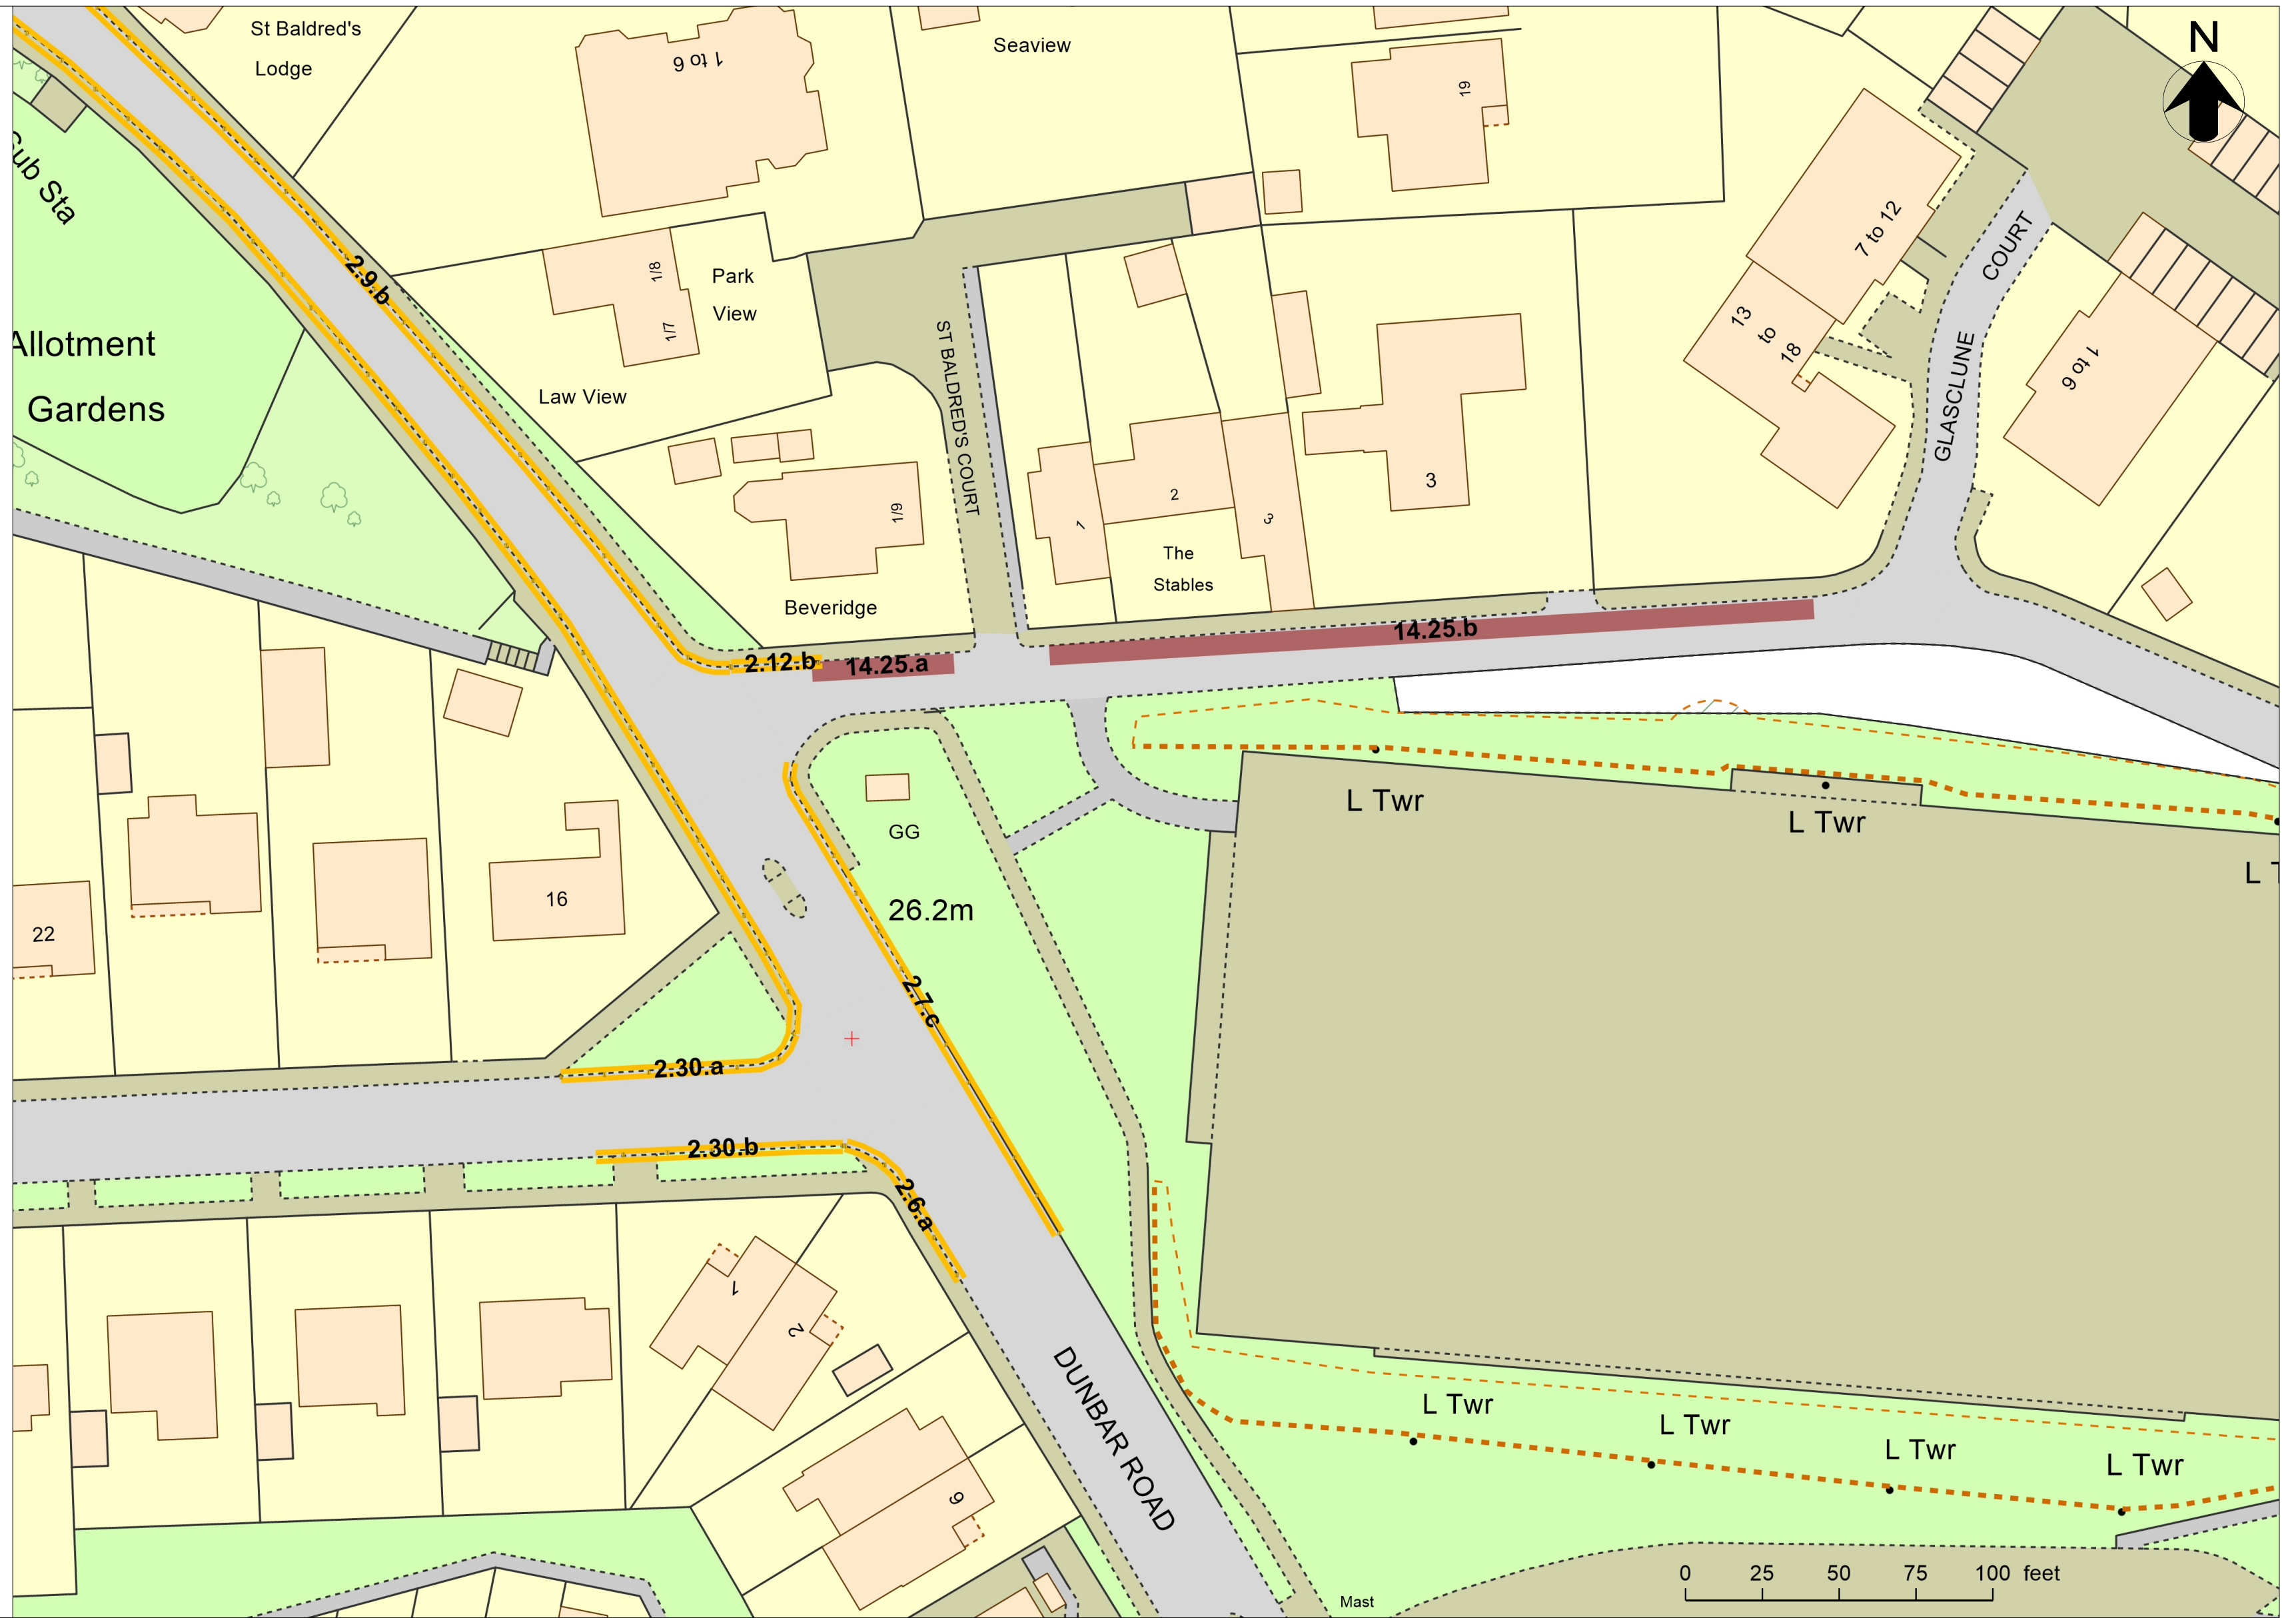 St Baldred's
Lodge
1 to 6
Seaview
19
N
Sub Sta
2.9.b
1/8
1/7
Park
View
Law View
ST BALDRED'S COURT
7 to 12
13
to
18
GLASCLUNE
COURT
1 to 6
Allotment
Gardens
1/9
Beveridge
1
2
3
The
Stables
3
2.12.b
14.25.a
14.25.b
GG
26.2m
L Twr
L Twr
L T
22
16
2.7.c
2.30.a
2.30.b
2.6.a
1
2
9
DUNBAR ROAD
L Twr
L Twr
L Twr
L Twr
Mast
0 25 50 75 100 feet